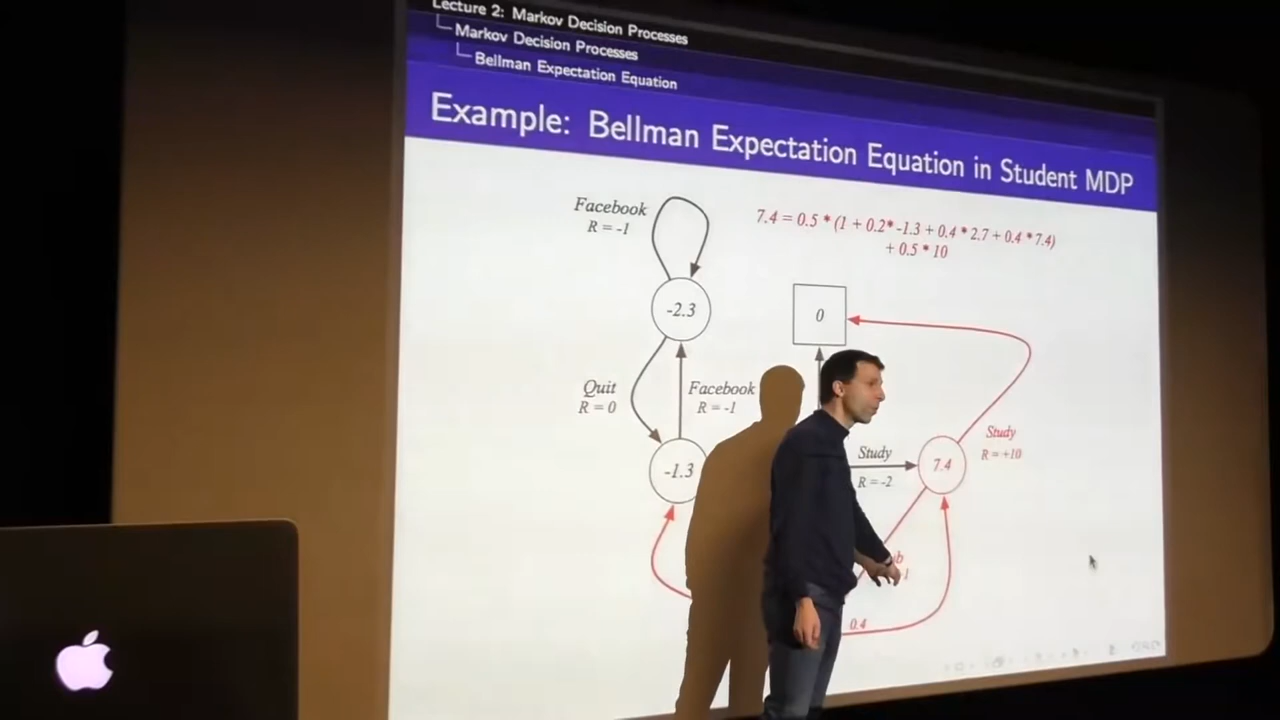 Lecture 2: Markov Decision Processes
Markov Decision Processes
Bellman Expectation Equation
Example: Bellman Expectation Equation in Student MDP
Facebook
R = -1
7.4 = 0.5 * (1 + 0.2* -1.3 + 0.4 * 2.7 + 0.4 * 7.4)
+ 0.5 * 10
-2.3
0
Quit
R = 0
Facebook
R = -1
Study
R = +10
-1.3
Study
R = -2
7.4
0.4